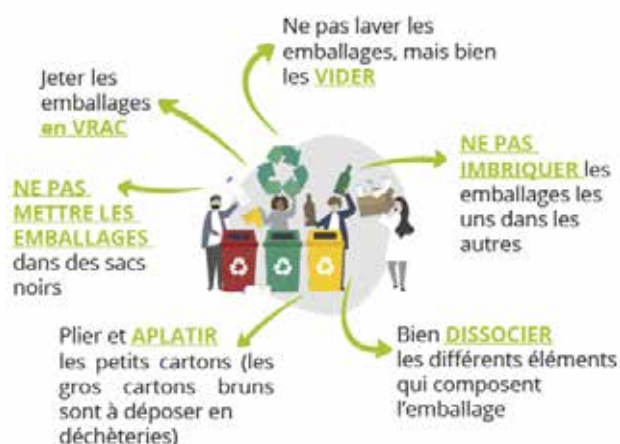 Ne pas laver les
emballages, mais bien
les VIDER
Jeter les
emballages
en VRAC
NE PAS
IMBRIQUER les
emballages les
uns dans les
autres
NE PAS
METTRE LES
EMBALLAGES
dans des sacs
noirs
Plier et APLATIR
les petits cartons (les
gros cartons bruns
sont à déposer en
déchèteries)
Bien DISSOCIER
les différents éléments
qui composent
l’emballage